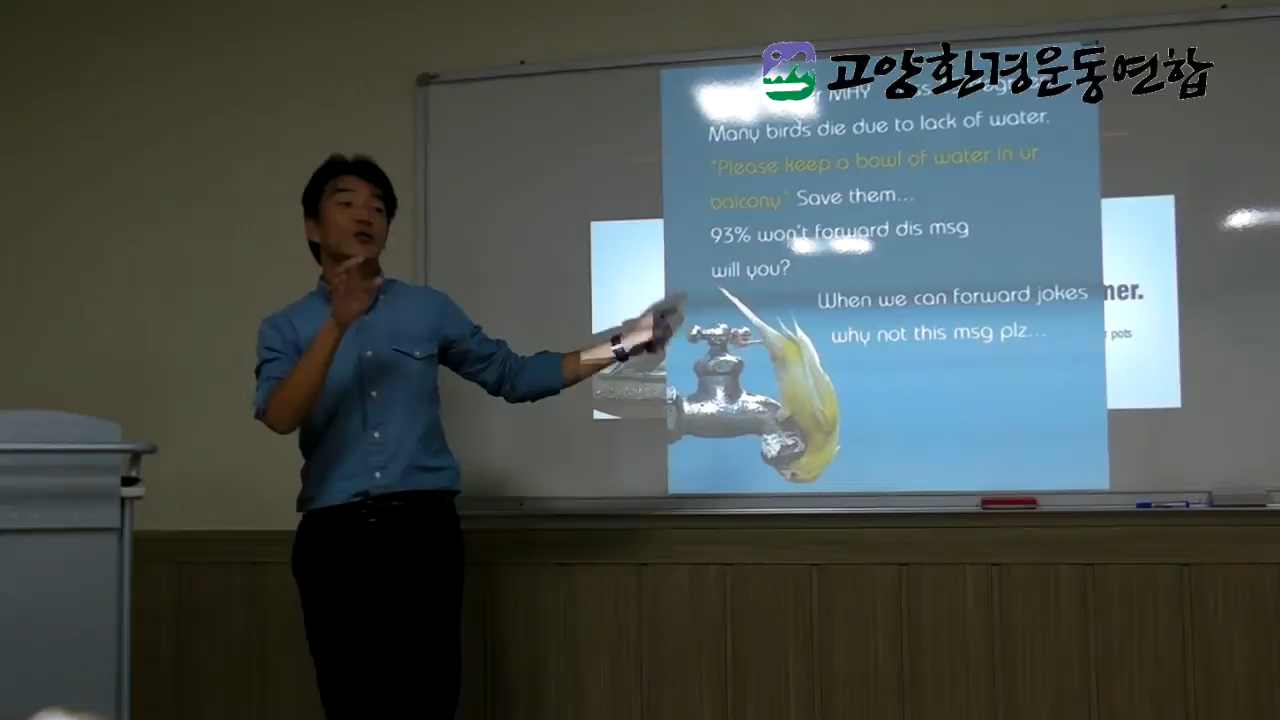 고양환경운동연합
MAY
Many birds die due to lack of water.
"Please keep a bowl of water in ur
balcony" Save them...
93% won't forward dis msg
will you?
When we can forward jokes
why not this msg plz...
mer.
pots